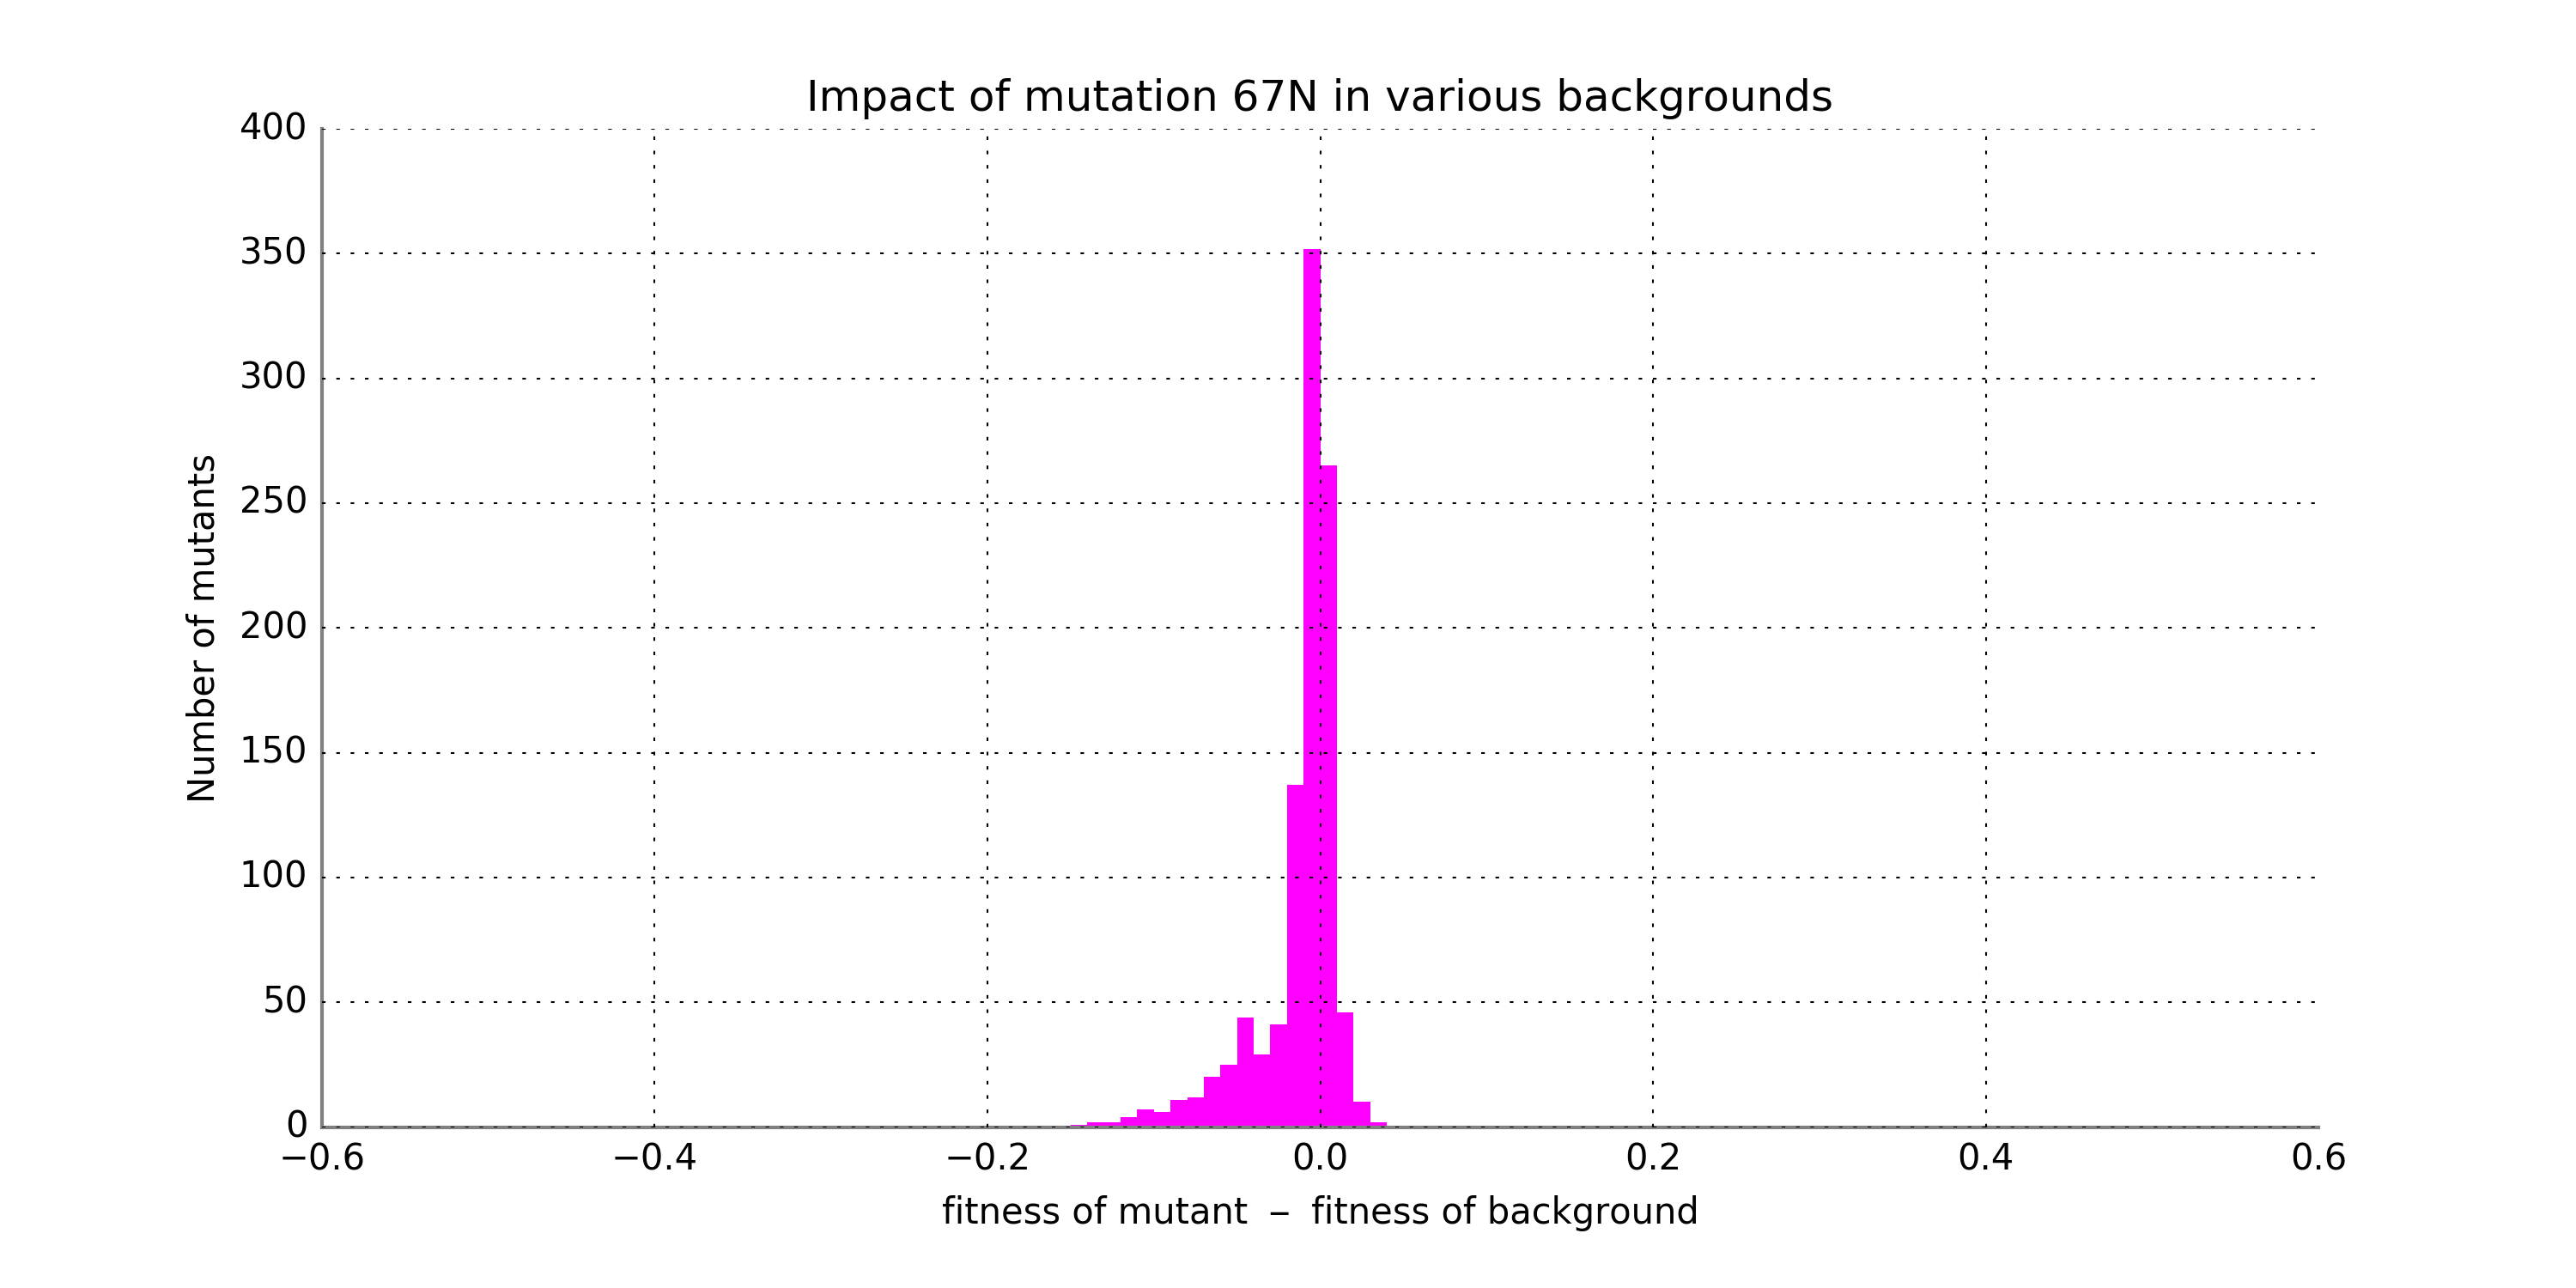 Impact of mutation 67N in various backgrounds
400
350
300
250
200
150
100
50
0
Number of mutants
−0.6 −0.4 −0.2 0.0 0.2 0.4 0.6
fitness of mutant − fitness of background